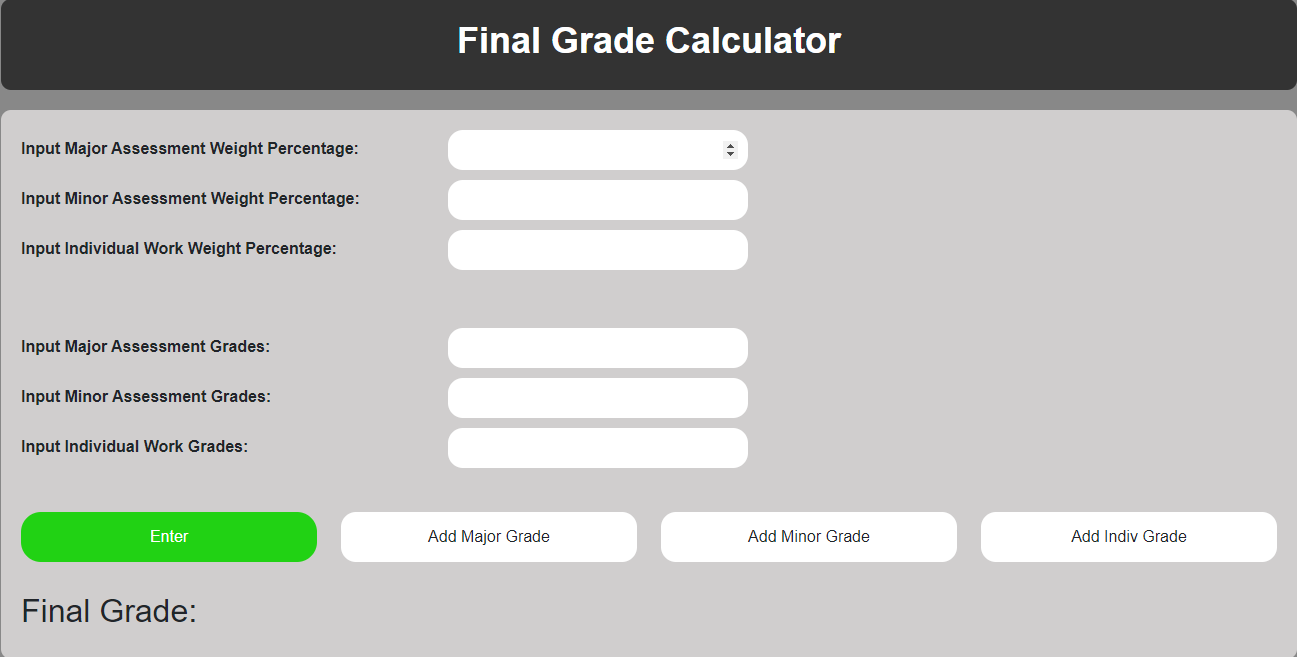 Final Grade Calculator
Input Major Assessment Weight Percentage:
Input Minor Assessment Weight Percentage:
Input Individual Work Weight Percentage:
Input Major Assessment Grades:
Input Minor Assessment Grades:
Input Individual Work Grades:
Enter
Add Major Grade
Add Minor Grade
Add Indiv Grade
Final Grade: